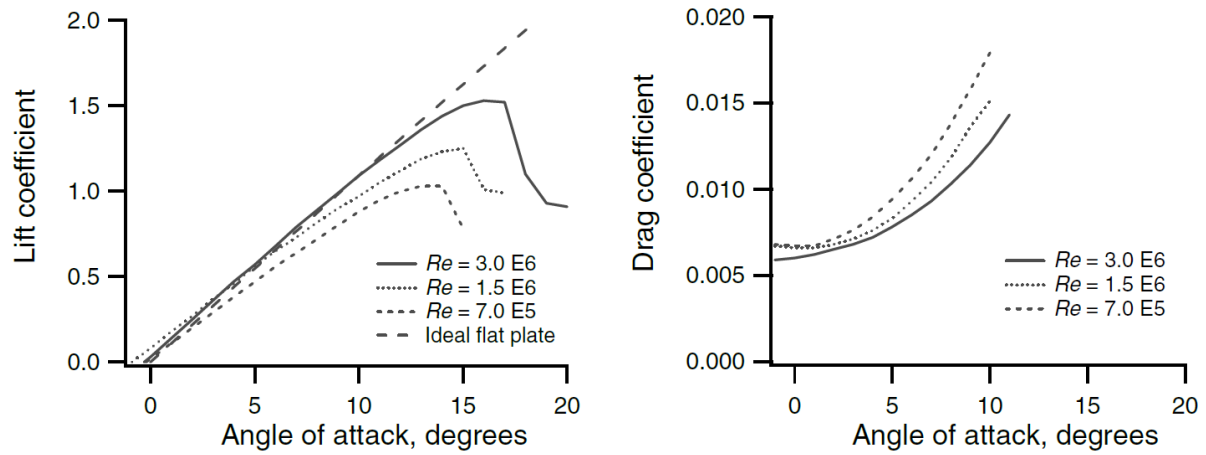 Lift coefficient
2.0
1.5
1.0
0.5
0.0
0
5
10
15
20
Angle of attack, degrees
Re = 3.0 E6
Re = 1.5 E6
Re = 7.0 E5
Ideal flat plate
Drag coefficient
0.020
0.015
0.010
0.005
0.000
0
5
10
15
20
Angle of attack, degrees
Re = 3.0 E6
Re = 1.5 E6
Re = 7.0 E5